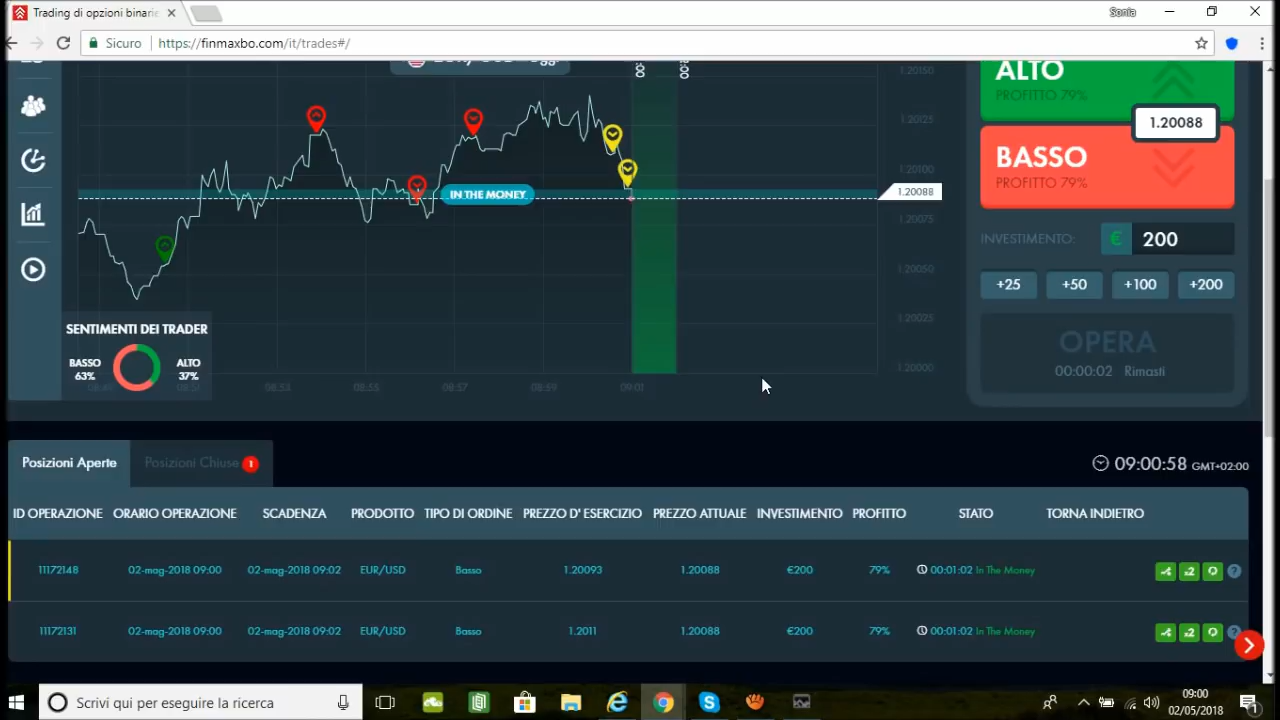 Trading di opzioni binarie
Sonia
Sicuro
https://finmaxbo.com/it/trades#/
1.20150
1.20125
1.20100
1.20088
1.20075
1.20050
1.20025
1.20000
IN THE MONEY
SENTIMENTI DEI TRADER
BASSO
63%
ALTO
37%
08:51 08:53 08:55 08:57 08:59 09:01
ALTO
PROFITTO 79%
1.20088
BASSO
PROFITTO 79%
INVESTIMENTO: € 200
+25 +50 +100 +200
OPERA
00:00:02 Rimasti
Posizioni Aperte Posizioni Chiuse 1
09:00:58 GMT+02:00
ID OPERAZIONE ORARIO OPERAZIONE SCADENZA PRODOTTO TIPO DI ORDINE PREZZO D' ESERCIZIO PREZZO ATTUALE INVESTIMENTO PROFITTO STATO TORNA INDIETRO
11172148 02-mag-2018 09:00 02-mag-2018 09:02 EUR/USD Basso 1.20093 1.20088 €200 79% 00:01:02 In The Money x2 ?
11172131 02-mag-2018 09:00 02-mag-2018 09:02 EUR/USD Basso 1.2011 1.20088 €200 79% 00:01:02 In The Money x2 ?
Scrivi qui per eseguire la ricerca
09:00
02/05/2018
1